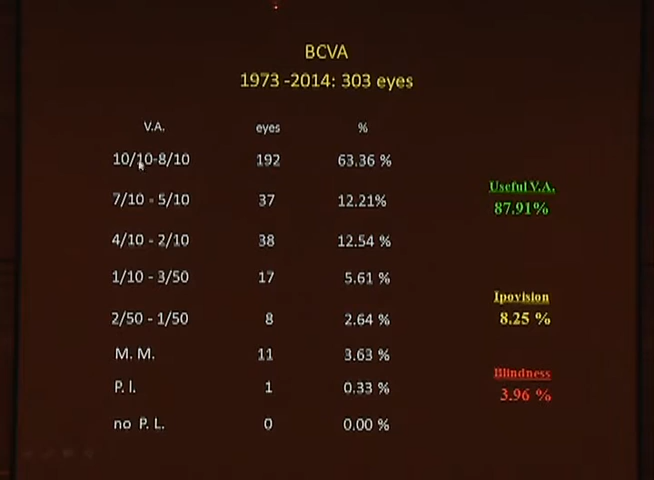 BCVA
1973 -2014: 303 eyes
V.A. eyes %
10/10-8/10 192 63.36 %
7/10 - 5/10 37 12.21%
4/10 - 2/10 38 12.54 %
1/10 - 3/50 17 5.61 %
2/50 - 1/50 8 2.64 %
M. M. 11 3.63 %
P. l. 1 0.33 %
no P. L. 0 0.00 %
Useful V.A.
87.91%
Ipovision
8.25 %
Blindness
3.96 %